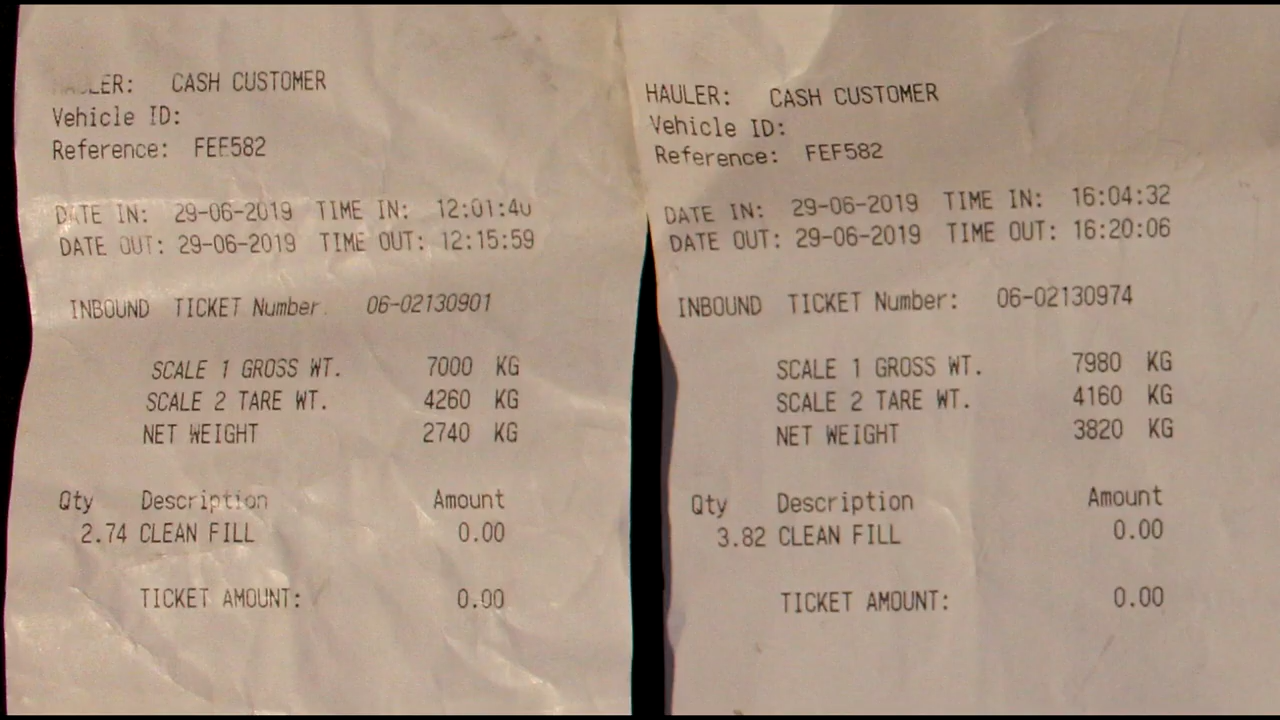 HAULER: CASH CUSTOMER
Vehicle ID:
Reference: FEF582
DATE IN: 29-06-2019 TIME IN: 12:01:40
DATE OUT: 29-06-2019 TIME OUT: 12:15:59
INBOUND TICKET Number: 06-02130901
SCALE 1 GROSS WT. 7000 KG
SCALE 2 TARE WT. 4260 KG
NET WEIGHT 2740 KG
Qty Description Amount
2.74 CLEAN FILL 0.00
TICKET AMOUNT: 0.00
HAULER: CASH CUSTOMER
Vehicle ID:
Reference: FEF582
DATE IN: 29-06-2019 TIME IN: 16:04:32
DATE OUT: 29-06-2019 TIME OUT: 16:20:06
INBOUND TICKET Number: 06-02130974
SCALE 1 GROSS WT. 7980 KG
SCALE 2 TARE WT. 4160 KG
NET WEIGHT 3820 KG
Qty Description Amount
3.82 CLEAN FILL 0.00
TICKET AMOUNT: 0.00